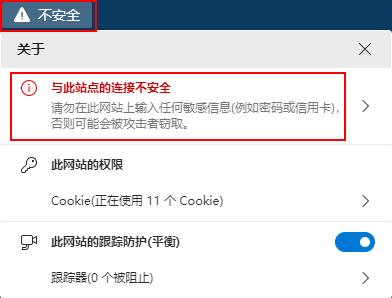 不安全
关于
与此站点的连接不安全
请勿在此网站上输入任何敏感信息(例如密码或信用卡)，
否则可能会被攻击者窃取。
此网站的权限
Cookie(正在使用 11 个 Cookie)
此网站的跟踪防护(平衡)
跟踪器(0 个被阻止)